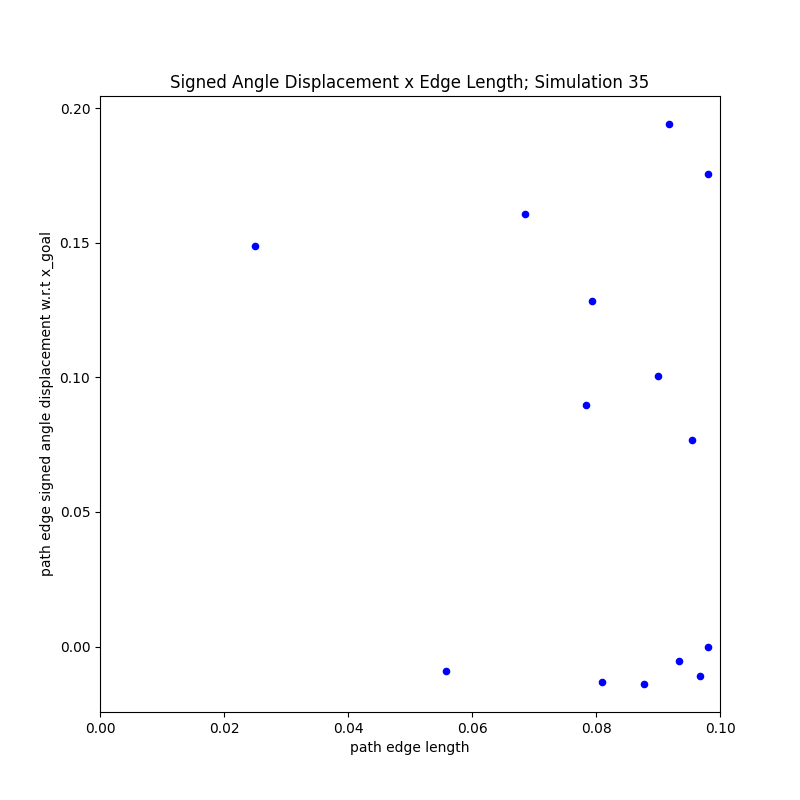 Signed Angle Displacement x Edge Length; Simulation 35
path edge signed angle displacement w.r.t x_goal
0.20
0.15
0.10
0.05
0.00
0.00 0.02 0.04 0.06 0.08 0.10
path edge length